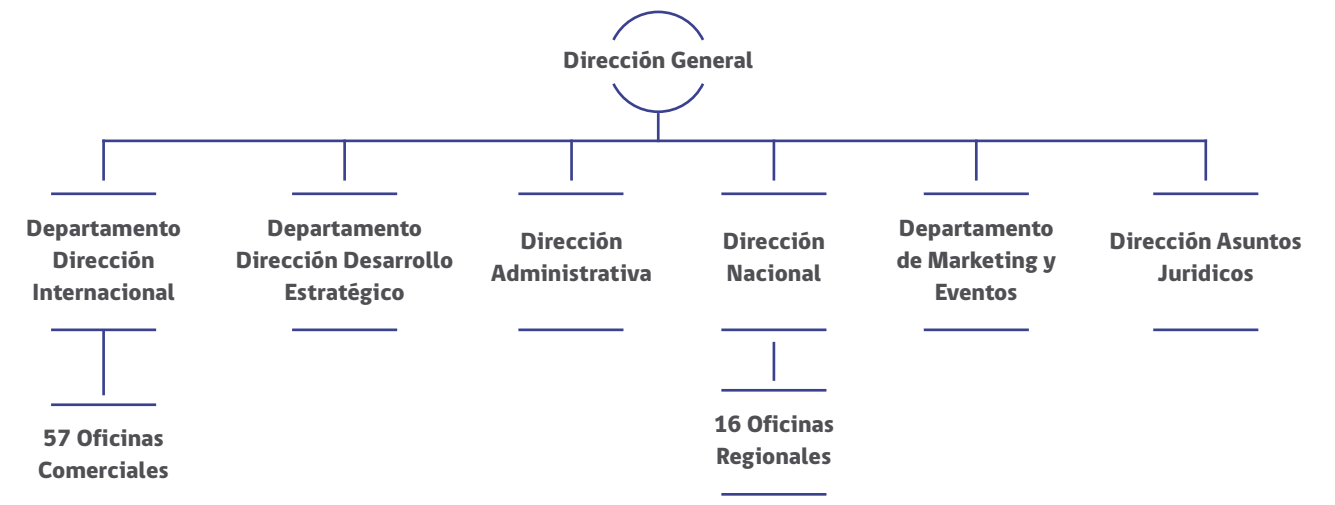 Dirección General
Departamento
Dirección
Internacional
Departamento
Dirección Desarrollo
Estratégico
Dirección
Administrativa
Dirección
Nacional
Departamento
de Marketing y
Eventos
Dirección Asuntos
Juridicos
57 Oficinas
Comerciales
16 Oficinas
Regionales